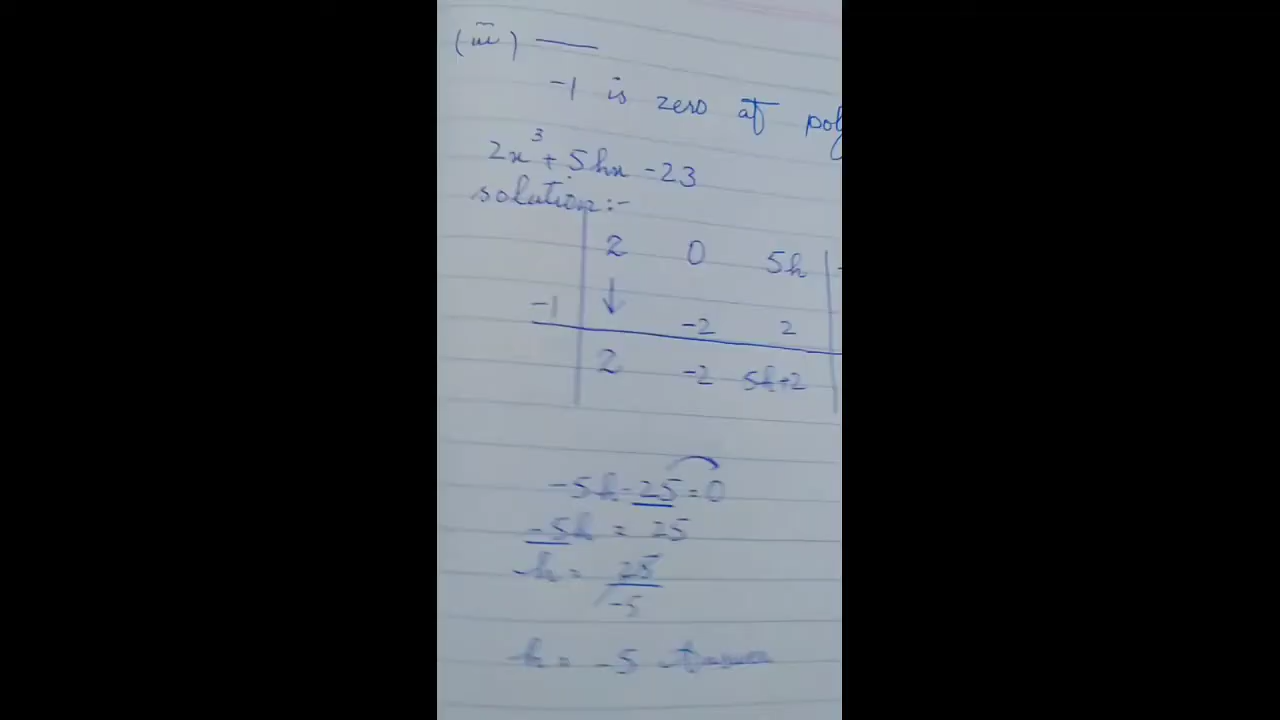 (iii) —
-1 is zero of pol
2x³ + 5hx - 23
solution:-
2 0 5h
-1 ↓ -2 2
2 -2 5h+2
-5h-25=0
-5h = 25
h = 25/-5
h = -5 Answer